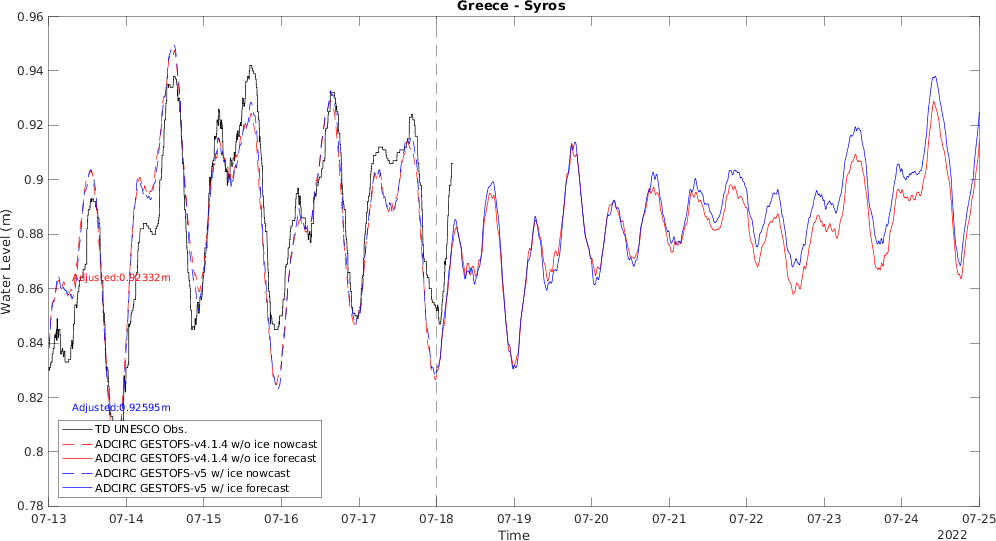 Greece - Syros
0.96
0.94
0.92
0.9
0.88
0.86
0.84
0.82
0.8
0.78
Water Level (m)
Adjusted:0.92332m
Adjusted:0.92595m
TD UNESCO Obs.
ADCIRC GESTOFS-v4.1.4 w/o ice nowcast
ADCIRC GESTOFS-v4.1.4 w/o ice forecast
ADCIRC GESTOFS-v5 w/ ice nowcast
ADCIRC GESTOFS-v5 w/ ice forecast
07-13 07-14 07-15 07-16 07-17 07-18 07-19 07-20 07-21 07-22 07-23 07-24 07-25
Time
2022